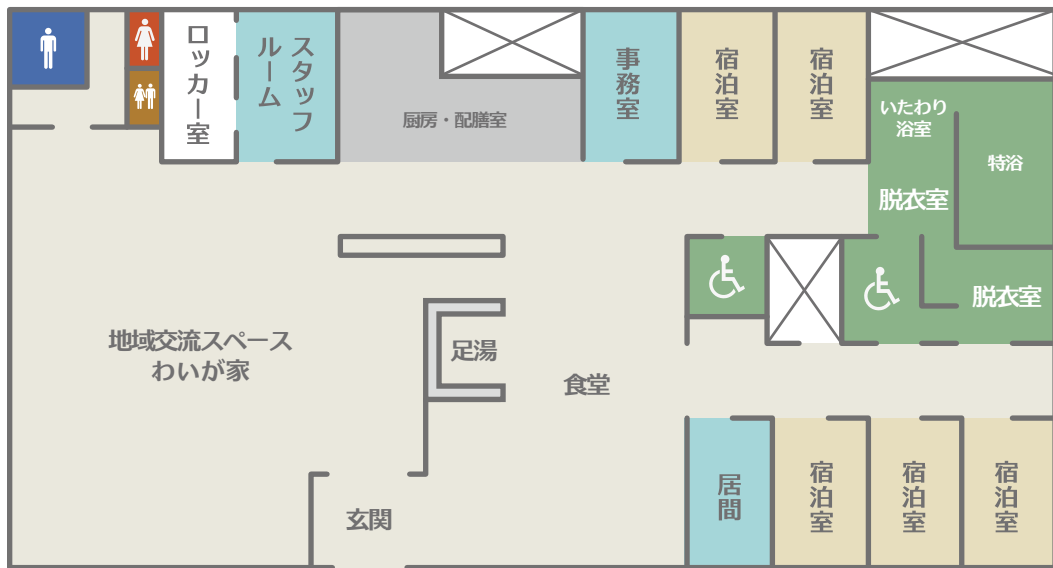 ロッカー室
スタッフ
ルーム
厨房・配膳室
事務室
宿泊室
宿泊室
いたわり
浴室
特浴
脱衣室
脱衣室
地域交流スペース
わいが家
足湯
食堂
玄関
居間
宿泊室
宿泊室
宿泊室